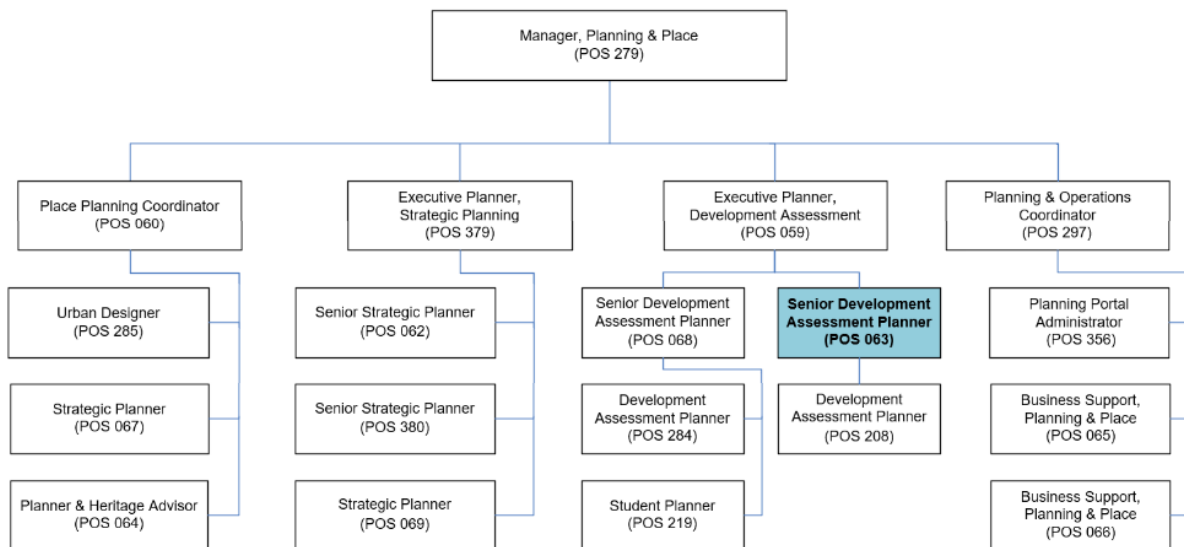 Manager, Planning & Place
(POS 279)
Place Planning Coordinator
(POS 060)
Executive Planner,
Strategic Planning
(POS 379)
Executive Planner,
Development Assessment
(POS 059)
Planning & Operations
Coordinator
(POS 297)
Urban Designer
(POS 285)
Senior Strategic Planner
(POS 062)
Senior Development
Assessment Planner
(POS 068)
Senior Development
Assessment Planner
(POS 063)
Planning Portal
Administrator
(POS 356)
Strategic Planner
(POS 067)
Senior Strategic Planner
(POS 380)
Development
Assessment Planner
(POS 284)
Development
Assessment Planner
(POS 208)
Business Support,
Planning & Place
(POS 065)
Planner & Heritage Advisor
(POS 064)
Strategic Planner
(POS 069)
Student Planner
(POS 219)
Business Support,
Planning & Place
(POS 066)